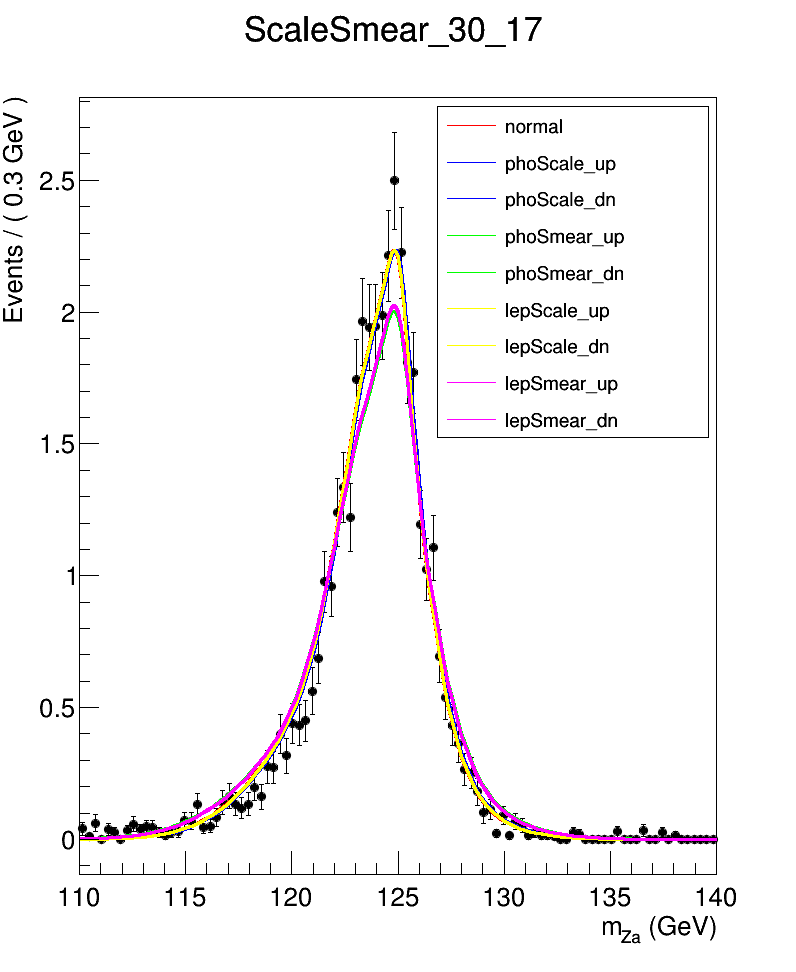 ScaleSmear_30_17
Events / ( 0.3 GeV )
2.5
2
1.5
1
0.5
0
normal
phoScale_up
phoScale_dn
phoSmear_up
phoSmear_dn
lepScale_up
lepScale_dn
lepSmear_up
lepSmear_dn
110 115 120 125 130 135 140
m_Za (GeV)